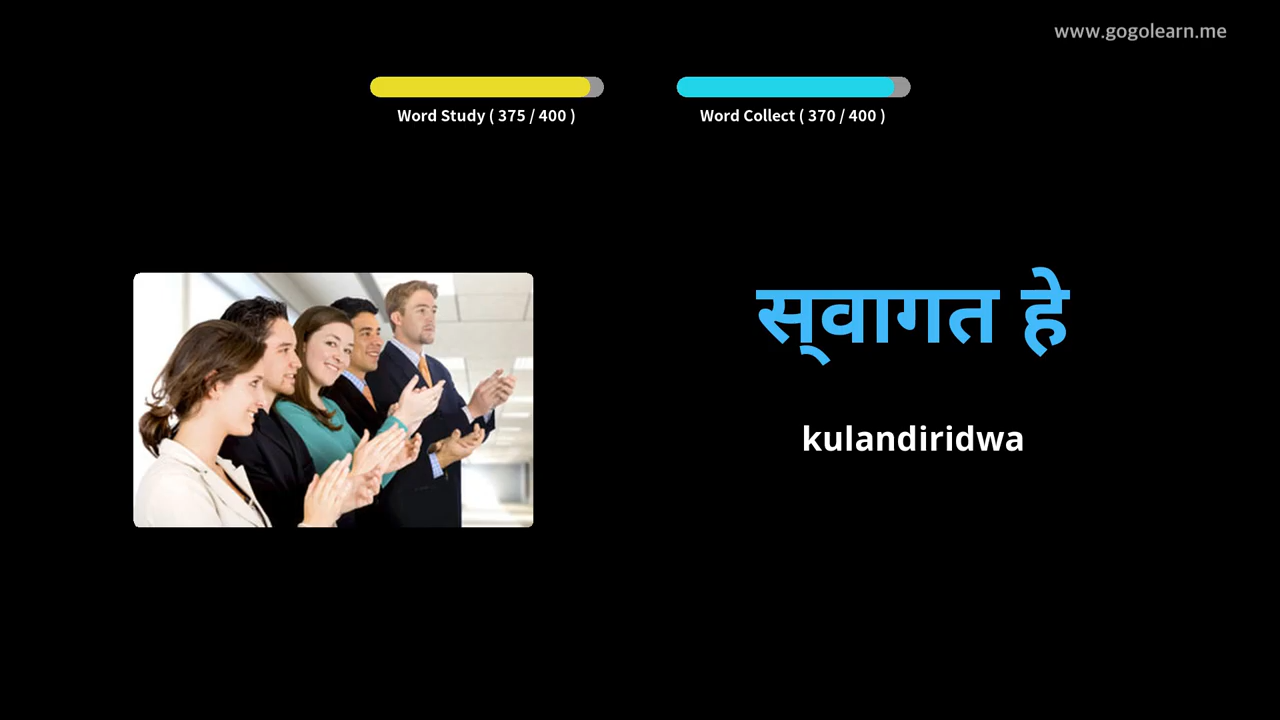 www.gogolearn.me
Word Study ( 375 / 400 )
Word Collect ( 370 / 400 )
स्‌वागत हे
kulandiridwa